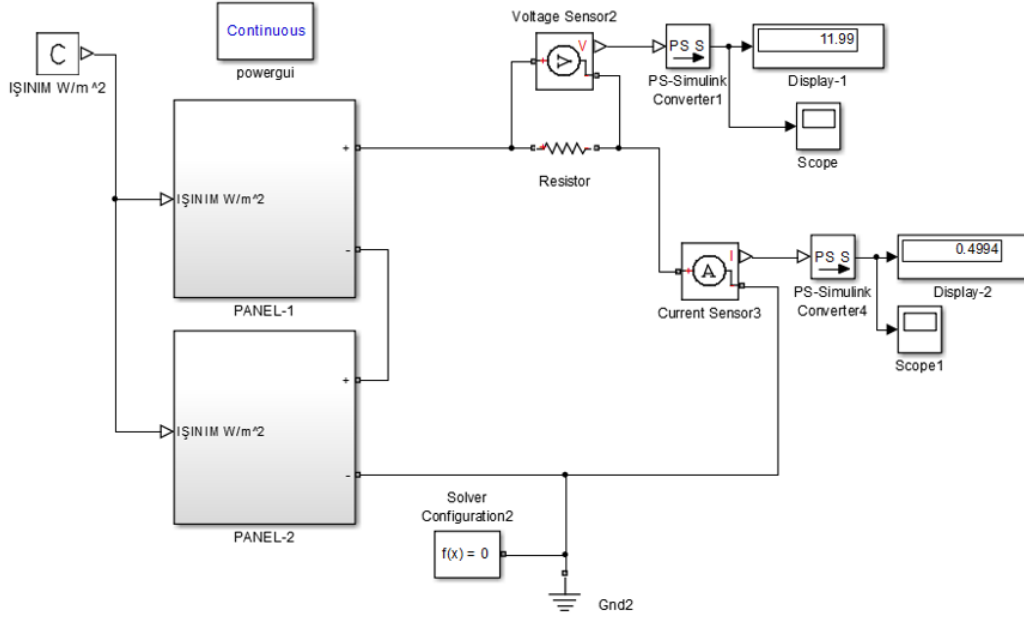 C
IŞINIM W/m^2
Continuous
powergui
Voltage Sensor2
V
PS S
PS-Simulink
Converter1
11.99
Display-1
Scope
+
IŞINIM W/m^2
-
PANEL-1
+ 
Resistor
A
I
Current Sensor3
PS S
PS-Simulink
Converter4
0.4994
Display-2
Scope1
+
IŞINIM W/m^2
-
PANEL-2
Solver
Configuration2
f(x) = 0
Gnd2